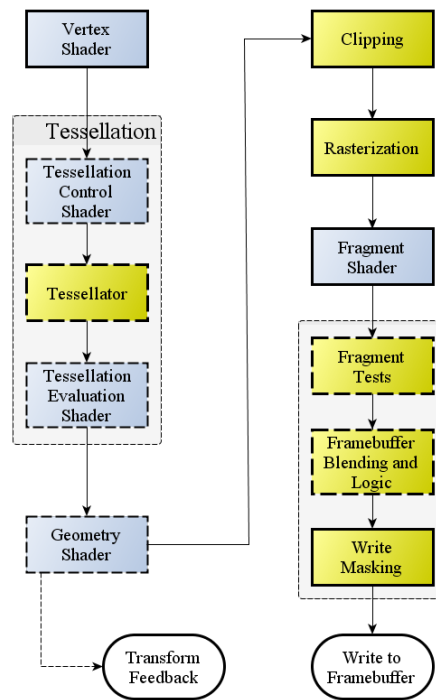 Vertex
Shader
Tessellation
Tessellation
Control
Shader
Tessellator
Tessellation
Evaluation
Shader
Geometry
Shader
Transform
Feedback
Clipping
Rasterization
Fragment
Shader
Fragment
Tests
Framebuffer
Blending and
Logic
Write
Masking
Write to
Framebuffer